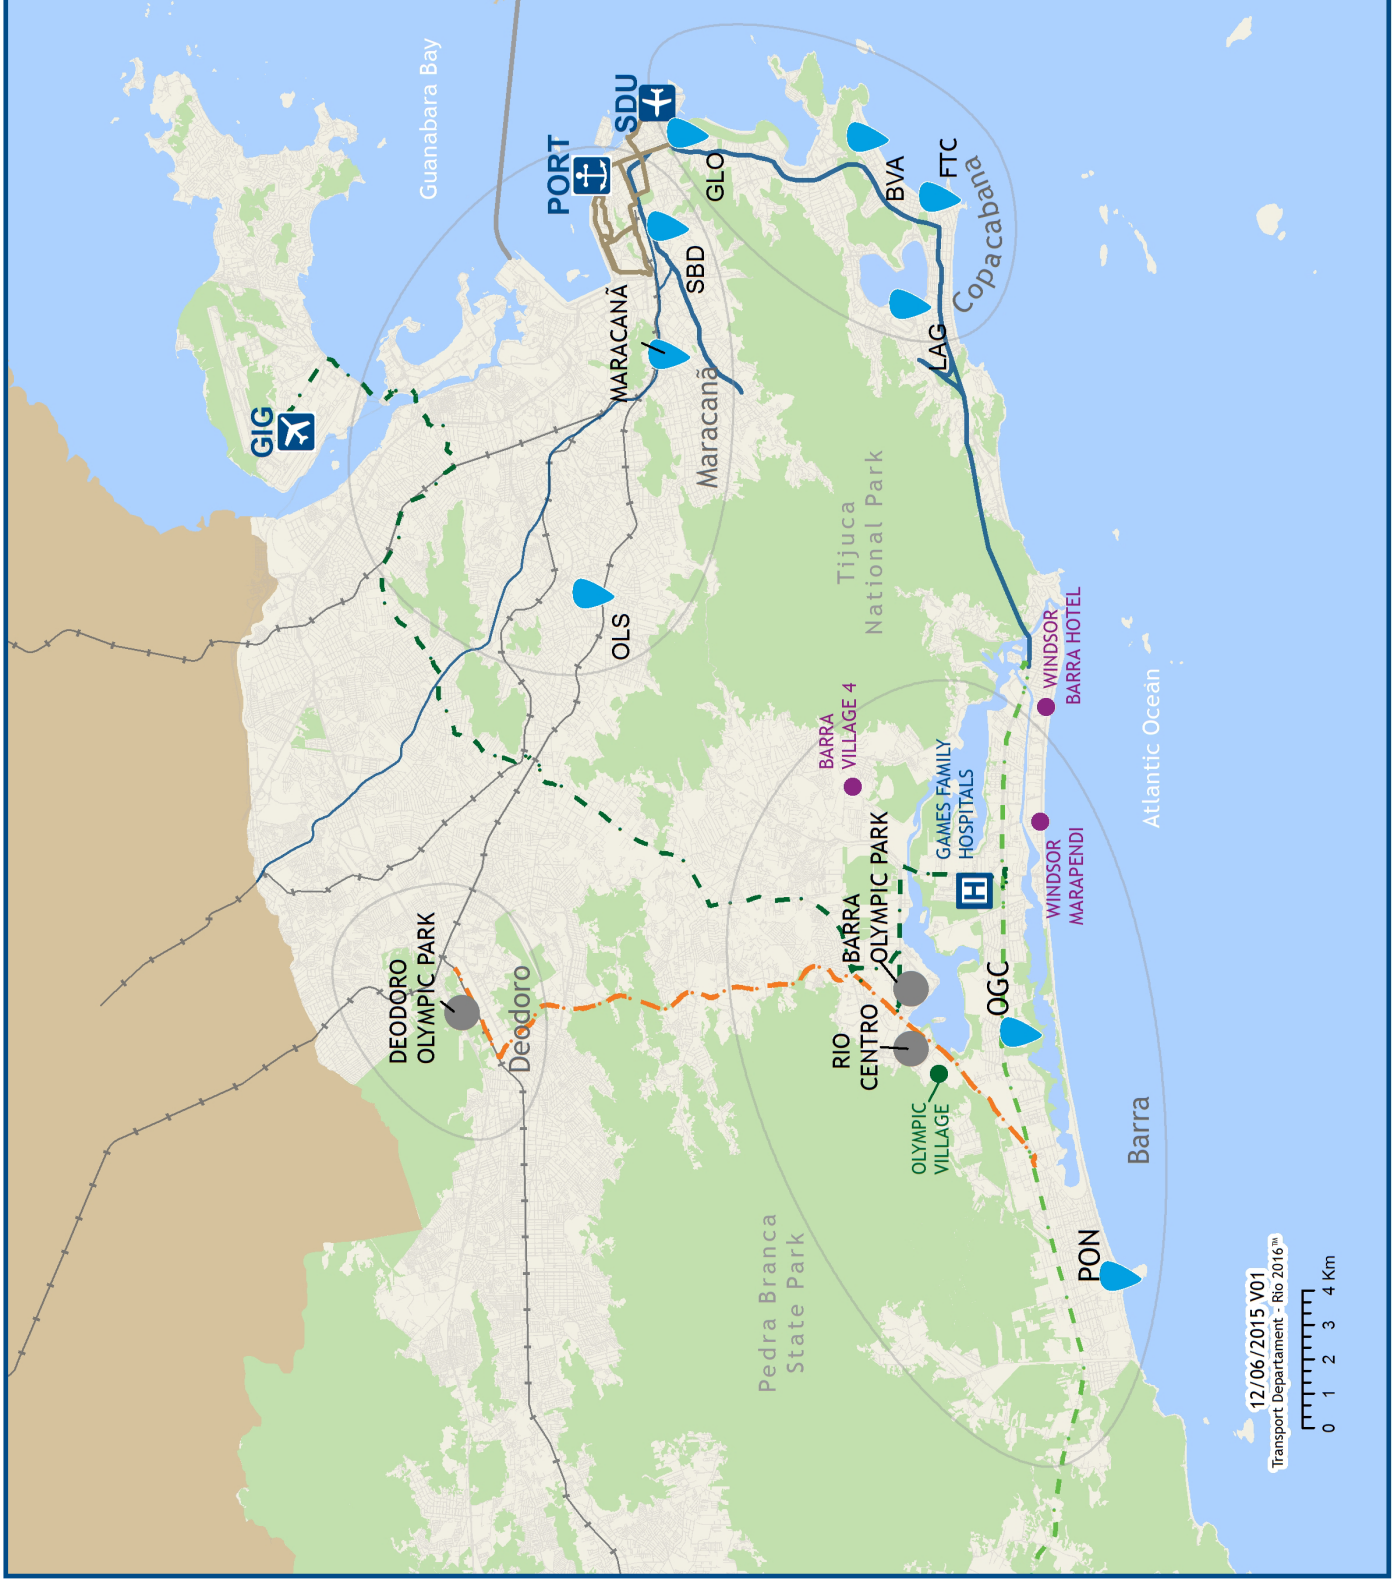 GIG
Guanabara Bay
PORT
SDU
GLO
BVA
FTC
Copacabana
LAG
SBD
MARACANÃ
Maracanã
OLS
Tijuca
National Park
DEODORO
OLYMPIC PARK
Deodoro
BARRA
VILLAGE 4
WINDSOR
BARRA HOTEL
GAMES FAMILY
HOSPITALS
H
WINDSOR
MARAPENDI
BARRA
OLYMPIC PARK
RIO
CENTRO
OLYMPIC
VILLAGE
OGC
PON
Barra
Atlantic Ocean
Pedra Branca
State Park
12/06/2015 V01
Transport Departament - Rio 2016™
0 1 2 3 4 Km